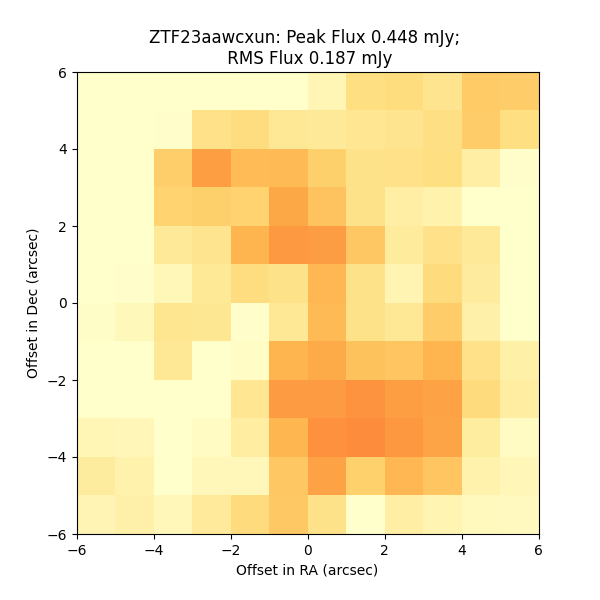 ZTF23aawcxun: Peak Flux 0.448 mJy;
RMS Flux 0.187 mJy
6
4
2
0
−2
−4
−6
Offset in Dec (arcsec)
−6 −4 −2 0 2 4 6
Offset in RA (arcsec)